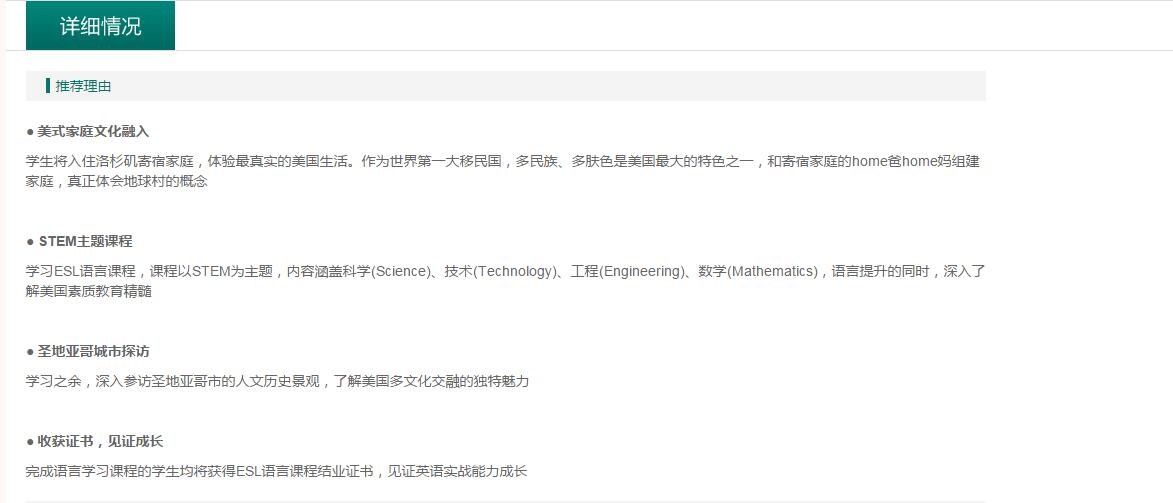 详细情况
推荐理由
● 美式家庭文化融入
学生将入住洛杉矶寄宿家庭，体验最真实的美国生活。作为世界第一大移民国，多民族、多肤色是美国最大的特色之一，和寄宿家庭的home爸home妈组建
家庭，真正体会地球村的概念
● STEM主题课程
学习ESL语言课程，课程以STEM为主题，内容涵盖科学(Science)、技术(Technology)、工程(Engineering)、数学(Mathematics)，语言提升的同时，深入了
解美国素质教育精髓
● 圣地亚哥城市探访
学习之余，深入参访圣地亚哥市的人文历史景观，了解美国多文化交融的独特魅力
● 收获证书，见证成长
完成语言学习课程的学生均将获得ESL语言课程结业证书，见证英语实战能力成长